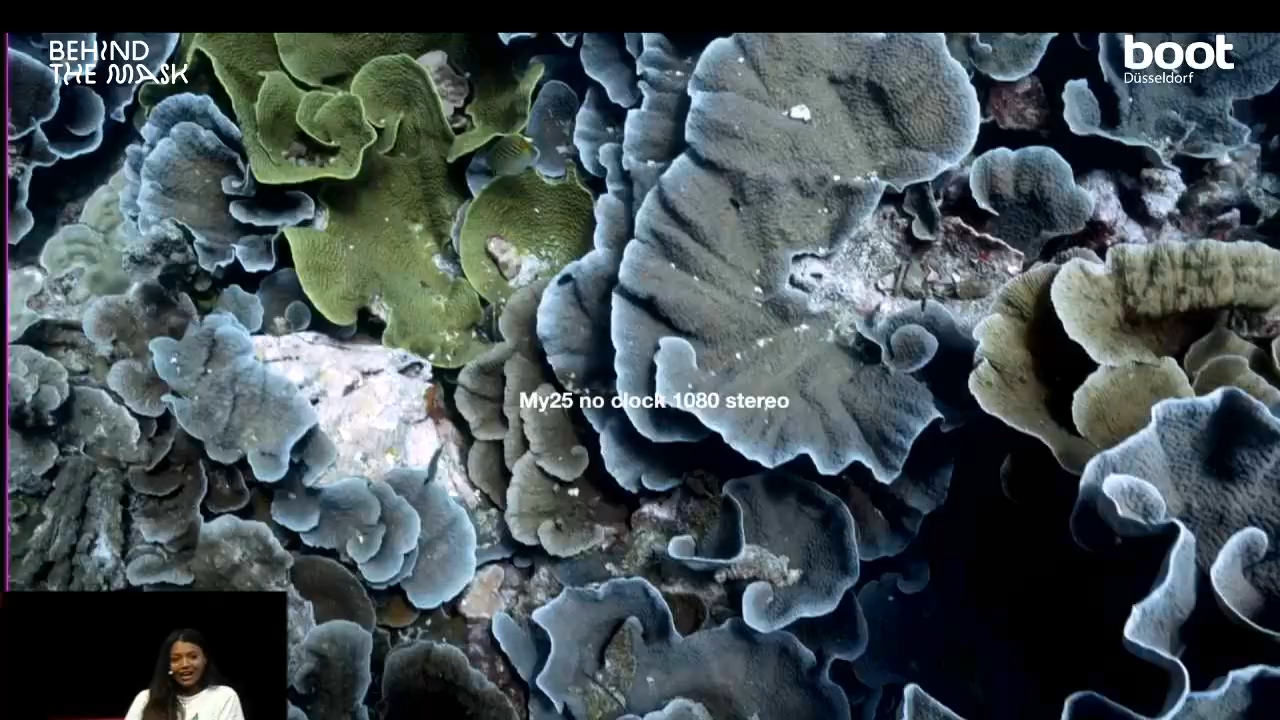 BEHIND
THE MASK
boot
Düsseldorf
My25 no clock 1080 stereo